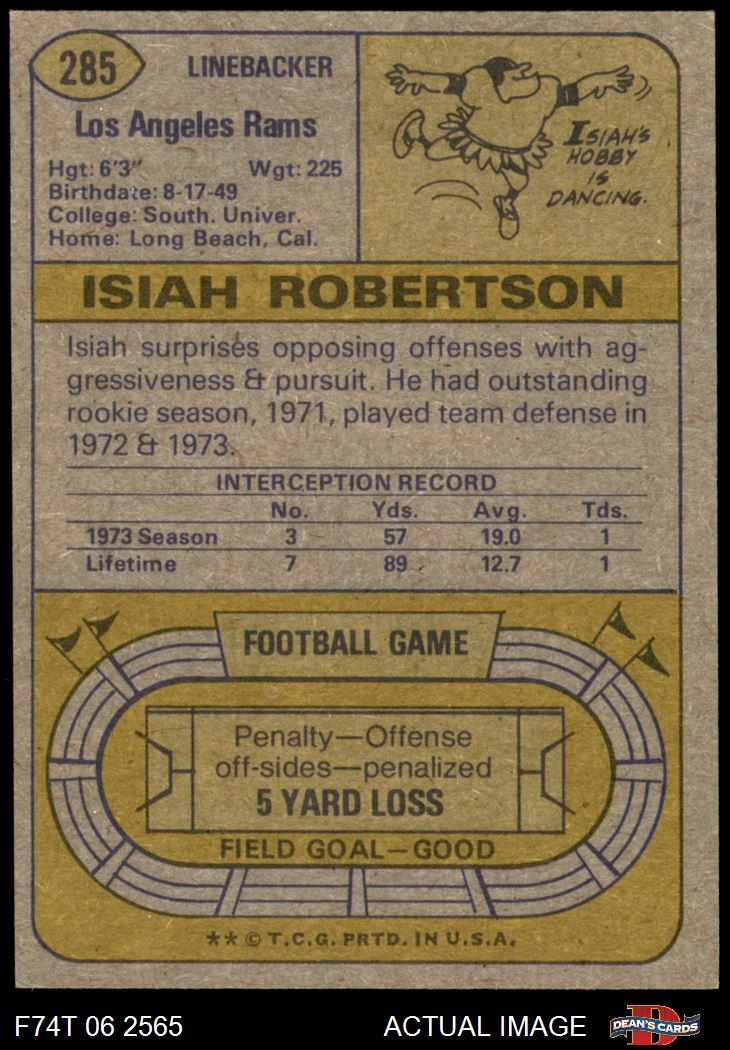 285
LINEBACKER
Los Angeles Rams
Hgt: 6'3" Wgt: 225
Birthdate: 8-17-49
College: South. Univer.
Home: Long Beach, Cal.
ISIAH'S
HOBBY
IS
DANCING.
ISIAH ROBERTSON
Isiah surprises opposing offenses with ag-
gressiveness & pursuit. He had outstanding
rookie season, 1971, played team defense in
1972 & 1973.
INTERCEPTION RECORD
No. Yds. Avg. Tds.
1973 Season 3 57 19.0 1
Lifetime 7 89 12.7 1
FOOTBALL GAME
Penalty—Offense
off-sides—penalized
5 YARD LOSS
FIELD GOAL—GOOD
** © T.C.G. PRTD. IN U.S.A.
F74T 06 2565 ACTUAL IMAGE
D
DEAN'S CARDS